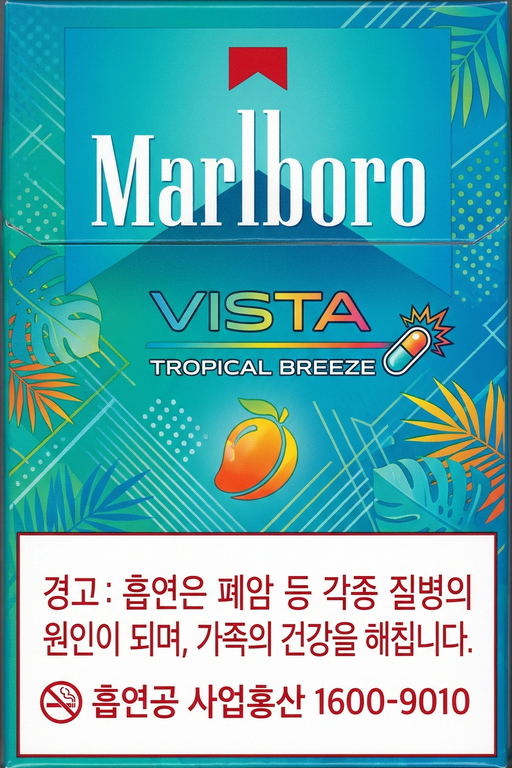 Marlboro
VISTA
TROPICAL BREEZE
경고: 흡연은 폐암 등 각종 질병의
원인이 되며, 가족의 건강을 해칩니다.
흡연공 사업홍산 1600-9010